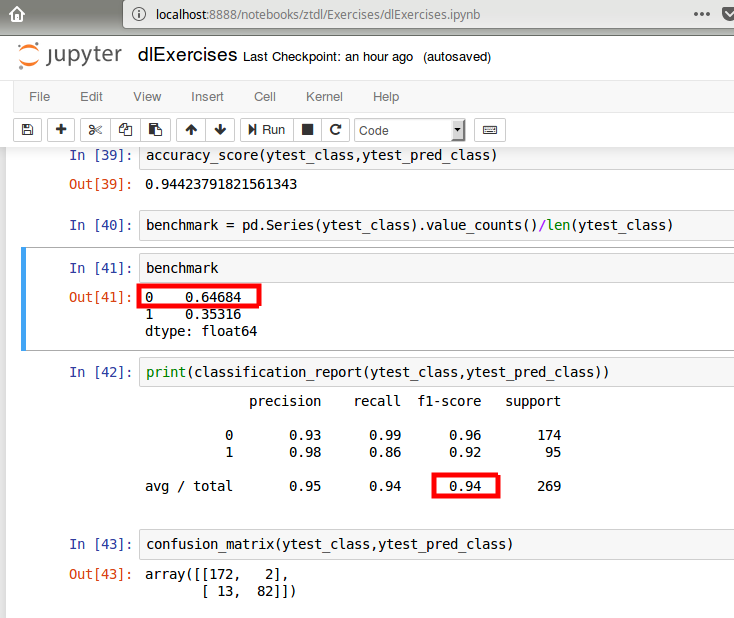 localhost:8888/notebooks/ztdl/Exercises/dlExercises.ipynb
jupyter dlExercises Last Checkpoint: an hour ago (autosaved)
File Edit View Insert Cell Kernel Help
Run Code
In [39]: accuracy_score(ytest_class,ytest_pred_class)
Out[39]: 0.94423791821561343
In [40]: benchmark = pd.Series(ytest_class).value_counts()/len(ytest_class)
In [41]: benchmark
Out[41]: 0 0.64684
1 0.35316
dtype: float64
In [42]: print(classification_report(ytest_class,ytest_pred_class))
precision recall f1-score support
0 0.93 0.99 0.96 174
1 0.98 0.86 0.92 95
avg / total 0.95 0.94 0.94 269
In [43]: confusion_matrix(ytest_class,ytest_pred_class)
Out[43]: array([[172, 2],
[ 13, 82]])